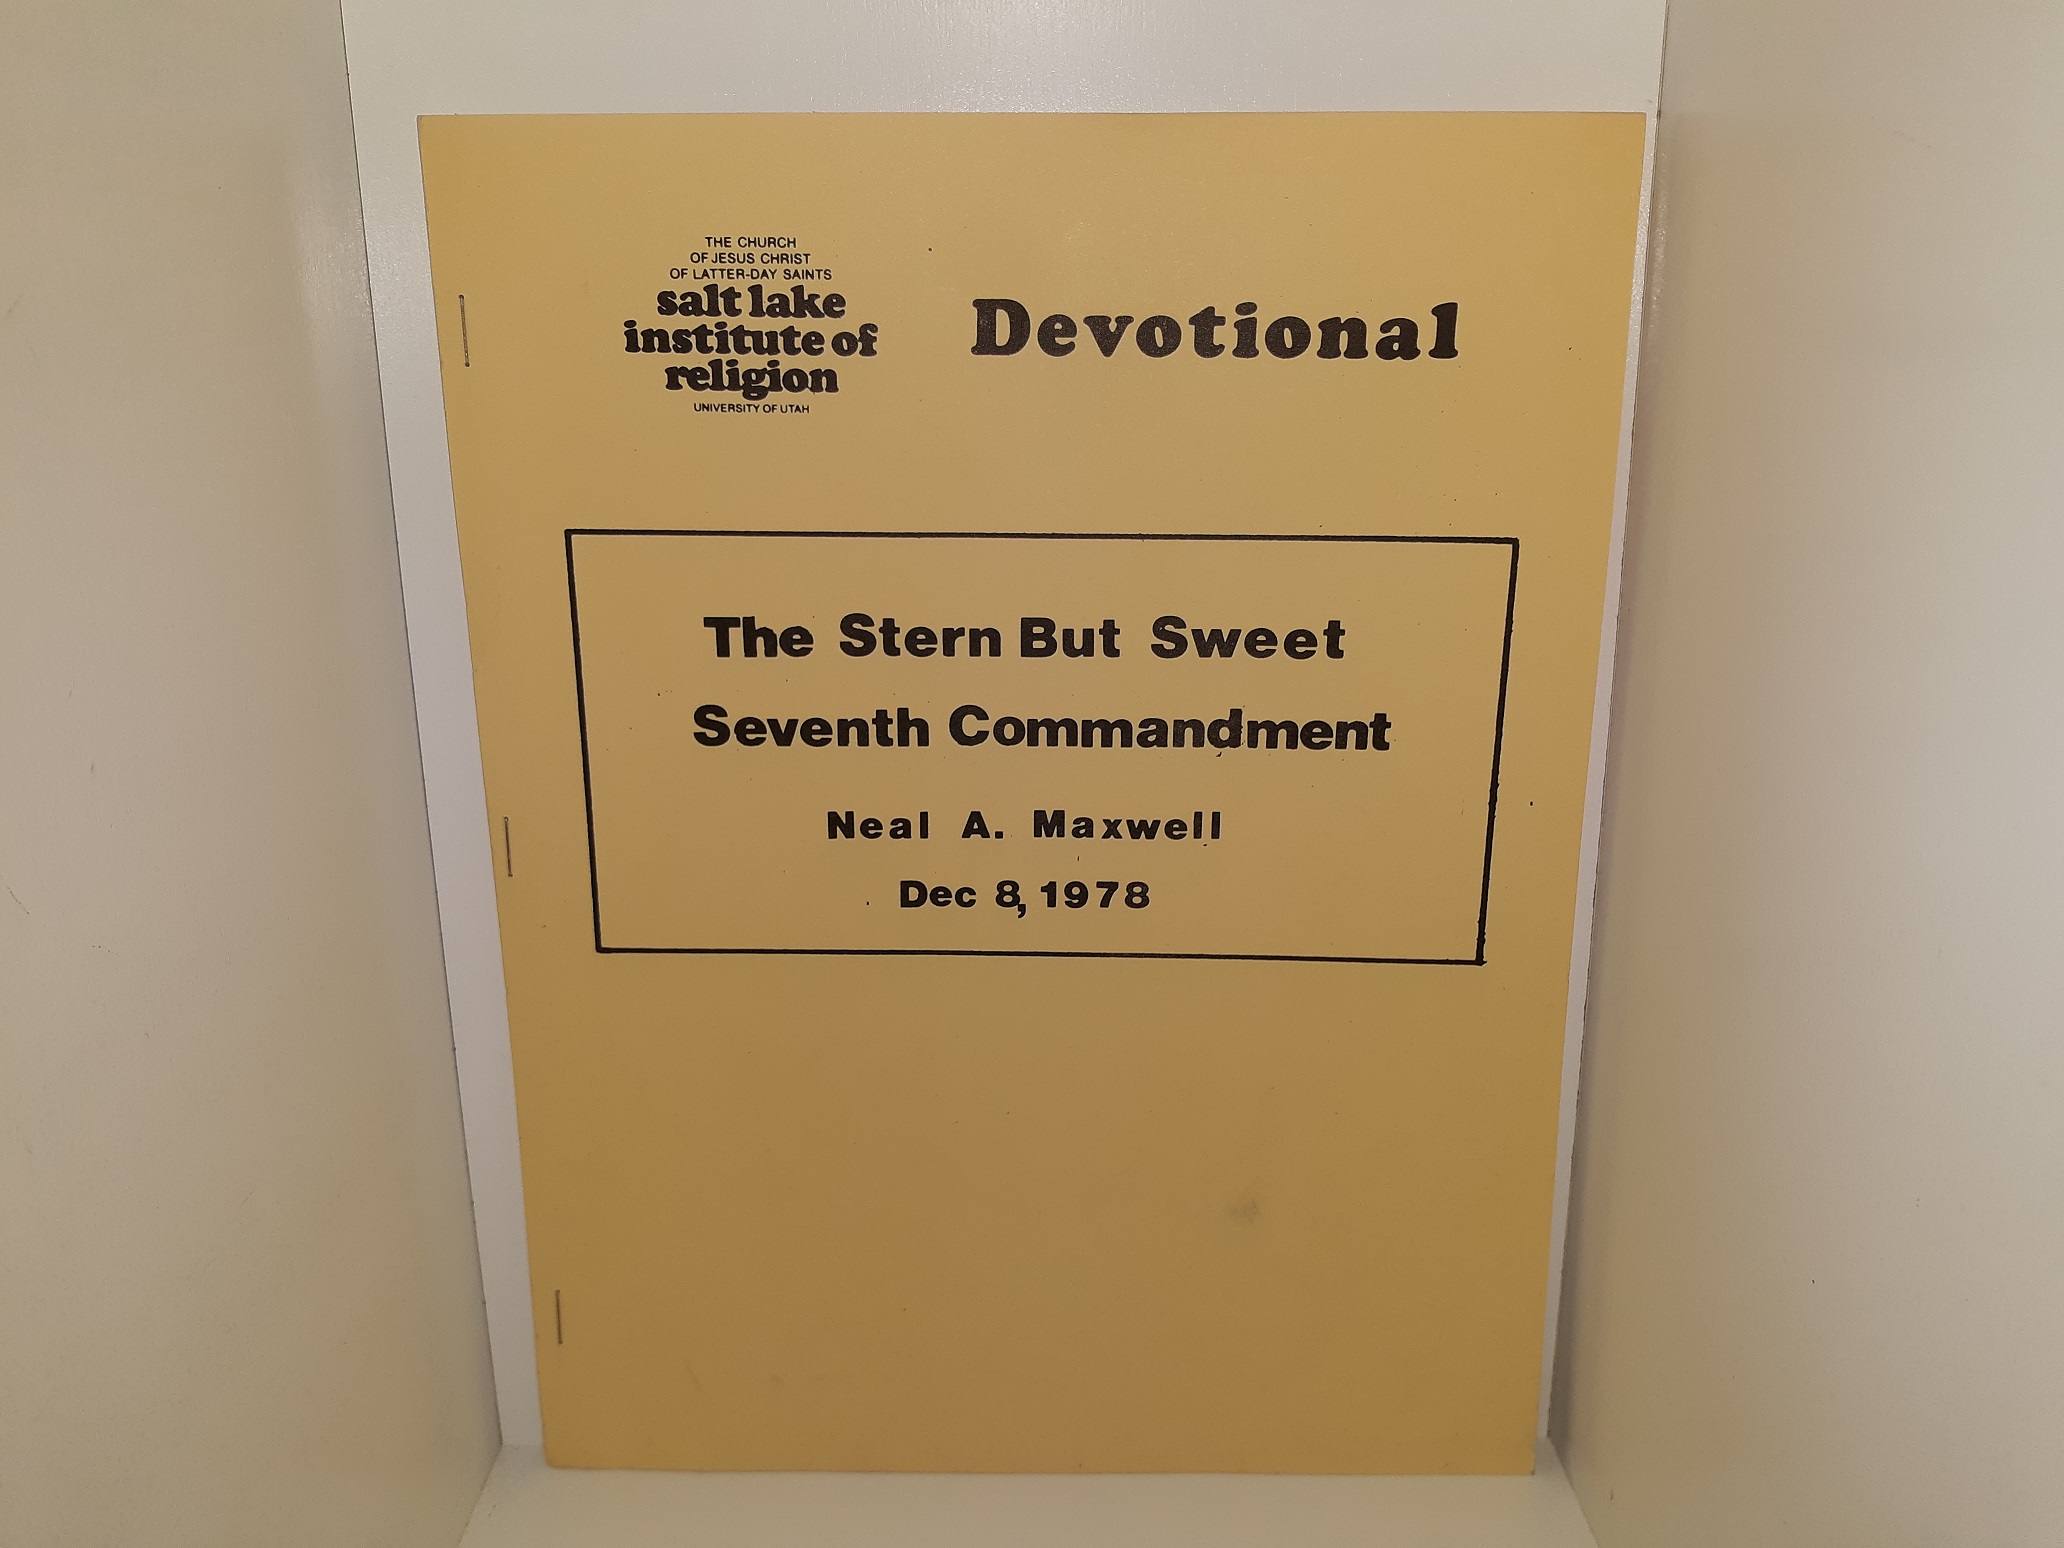 THE CHURCH
OF JESUS CHRIST
OF LATTER-DAY SAINTS
salt lake
institute of
religion
UNIVERSITY OF UTAH
Devotional
The Stern But Sweet
Seventh Commandment
Neal A. Maxwell
Dec 8, 1978